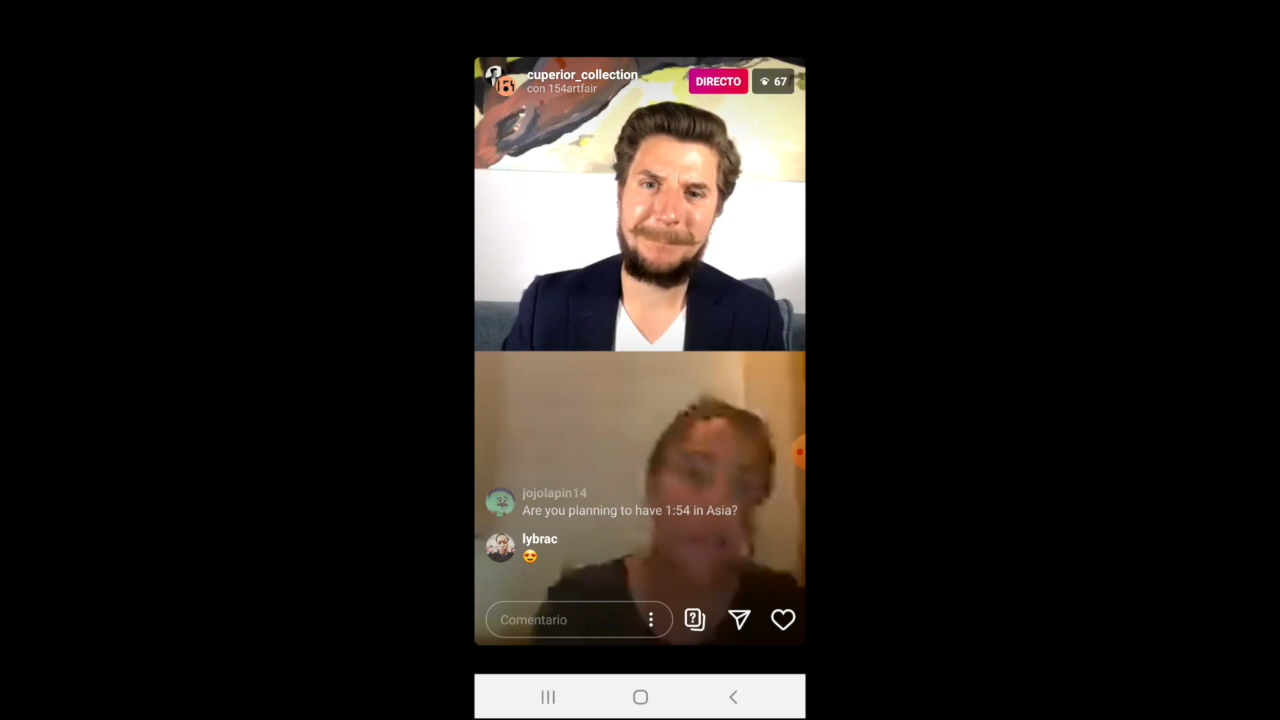 cuperior_collection
con 154artfair
DIRECTO
67
jojolapin14
Are you planning to have 1:54 in Asia?
lybrac
😍
Comentario